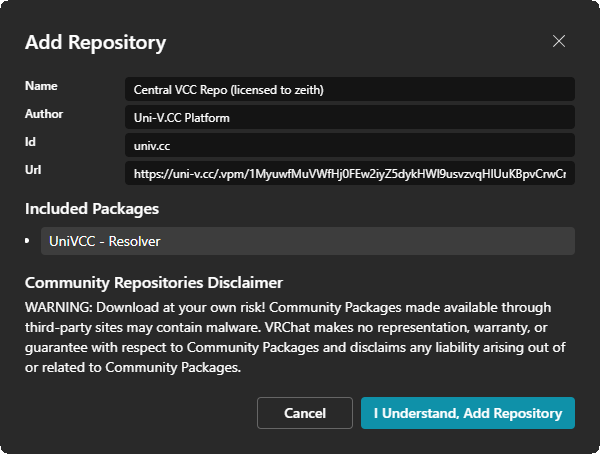 Add Repository
Name
Central VCC Repo (licensed to zeith)
Author
Uni-V.CC Platform
Id
univ.cc
Url
https://uni-v.cc/.vpm/1MyuwfMuVWfHj0FEw2iyZ5dykHWl9usvzvqHlUuKBpvCrwCr
Included Packages
UniVCC - Resolver
Community Repositories Disclaimer
WARNING: Download at your own risk! Community Packages made available through
third-party sites may contain malware. VRChat makes no representation, warranty, or
guarantee with respect to Community Packages and disclaims any liability arising out of
or related to Community Packages.
Cancel
I Understand, Add Repository